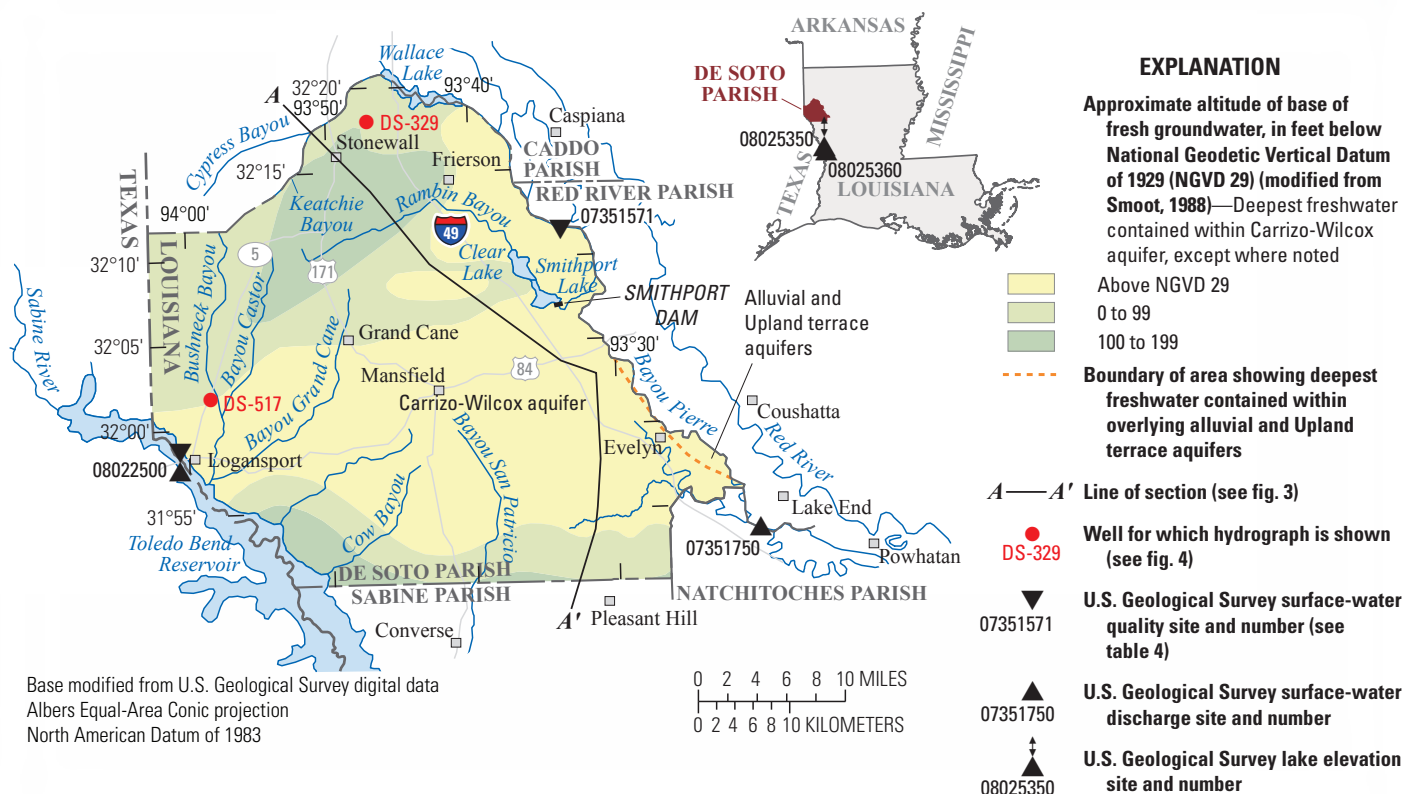 ARKANSAS
MISSISSIPPI
DE SOTO
PARISH
08025350
08025360
TEXAS
LOUISIANA
Wallace
Lake
32°20'
93°50'
93°40'
A
DS-329
Cypress Bayou
Stonewall
Caspiana
Frierson
CADDO
PARISH
RED RIVER PARISH
32°15'
TEXAS
LOUISIANA
94°00'
Keatchie
Bayou
Rambin Bayou
07351571
49
5
171
Clear
Lake
Smithport
Lake
32°10'
SMITHPORT
DAM
Alluvial and
Upland terrace
aquifers
Sabine River
Bushneck Bayou
Bayou Castor
Bayou Grand Cane
Grand Cane
32°05'
93°30'
Mansfield
84
Bayou Pierre
Carrizo-Wilcox aquifer
DS-517
Coushatta
32°00'
Evelyn
Red River
Logansport
08022500
Bayou San Patricio
Cow Bayou
Lake End
31°55'
Toledo Bend
Reservoir
07351750
Powhatan
DE SOTO PARISH
SABINE PARISH
NATCHITOCHES PARISH
A'
Pleasant Hill
Converse
Base modified from U.S. Geological Survey digital data
Albers Equal-Area Conic projection
North American Datum of 1983
0 2 4 6 8 10 MILES
0 2 4 6 8 10 KILOMETERS
EXPLANATION
Approximate altitude of base of
fresh groundwater, in feet below
National Geodetic Vertical Datum
of 1929 (NGVD 29) (modified from
Smoot, 1988)—Deepest freshwater
contained within Carrizo-Wilcox
aquifer, except where noted
Above NGVD 29
0 to 99
100 to 199
Boundary of area showing deepest
freshwater contained within
overlying alluvial and Upland
terrace aquifers
A A' Line of section (see fig. 3)
Well for which hydrograph is shown
DS-329 (see fig. 4)
U.S. Geological Survey surface-water
07351571 quality site and number (see
table 4)
U.S. Geological Survey surface-water
07351750 discharge site and number
U.S. Geological Survey lake elevation
08025350 site and number